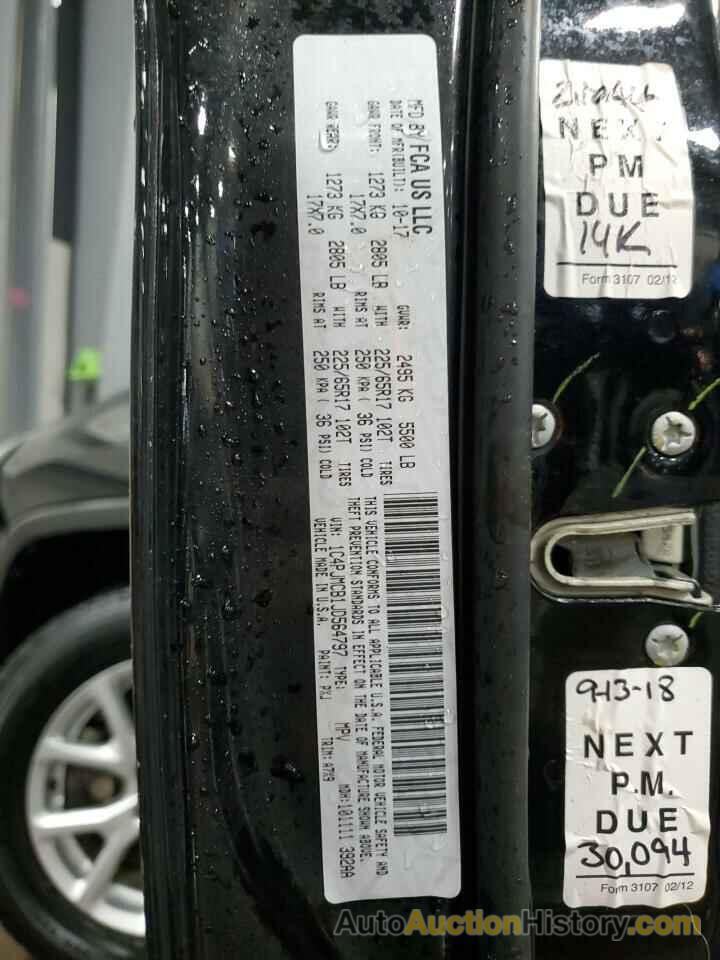 MFD BY FCA US LLC
DATE OF MFR(BUILT): 10-17 GVWR: 2495 KG 5500 LB
GAWR FRONT: 1273 KG 2805 LB WITH 225/65R17 102T TIRES
17X7.0 RIMS AT 250 KPA ( 36 PSI) COLD
GAWR REAR: 1273 KG 2805 LB WITH 225/65R17 102T TIRES
17X7.0 RIMS AT 250 KPA ( 36 PSI) COLD
THIS VEHICLE CONFORMS TO ALL APPLICABLE U.S.A. FEDERAL MOTOR VEHICLE SAFETY AND
THEFT PREVENTION STANDARDS IN EFFECT ON THE DATE OF MANUFACTURE SHOWN ABOVE.
VIN: 1C4PJMCB1JD564797 TYPE: MPV MDH: 101111 392AA
VEHICLE MADE IN U.S.A. PAINT: PXJ TRIM: A7X9
NEXT
PM
DUE
14K
Form 3107 02/12
9-13-18
NEXT
P.M.
DUE
30,094
Form 3107 02/12
AutoAuctionHistory.com